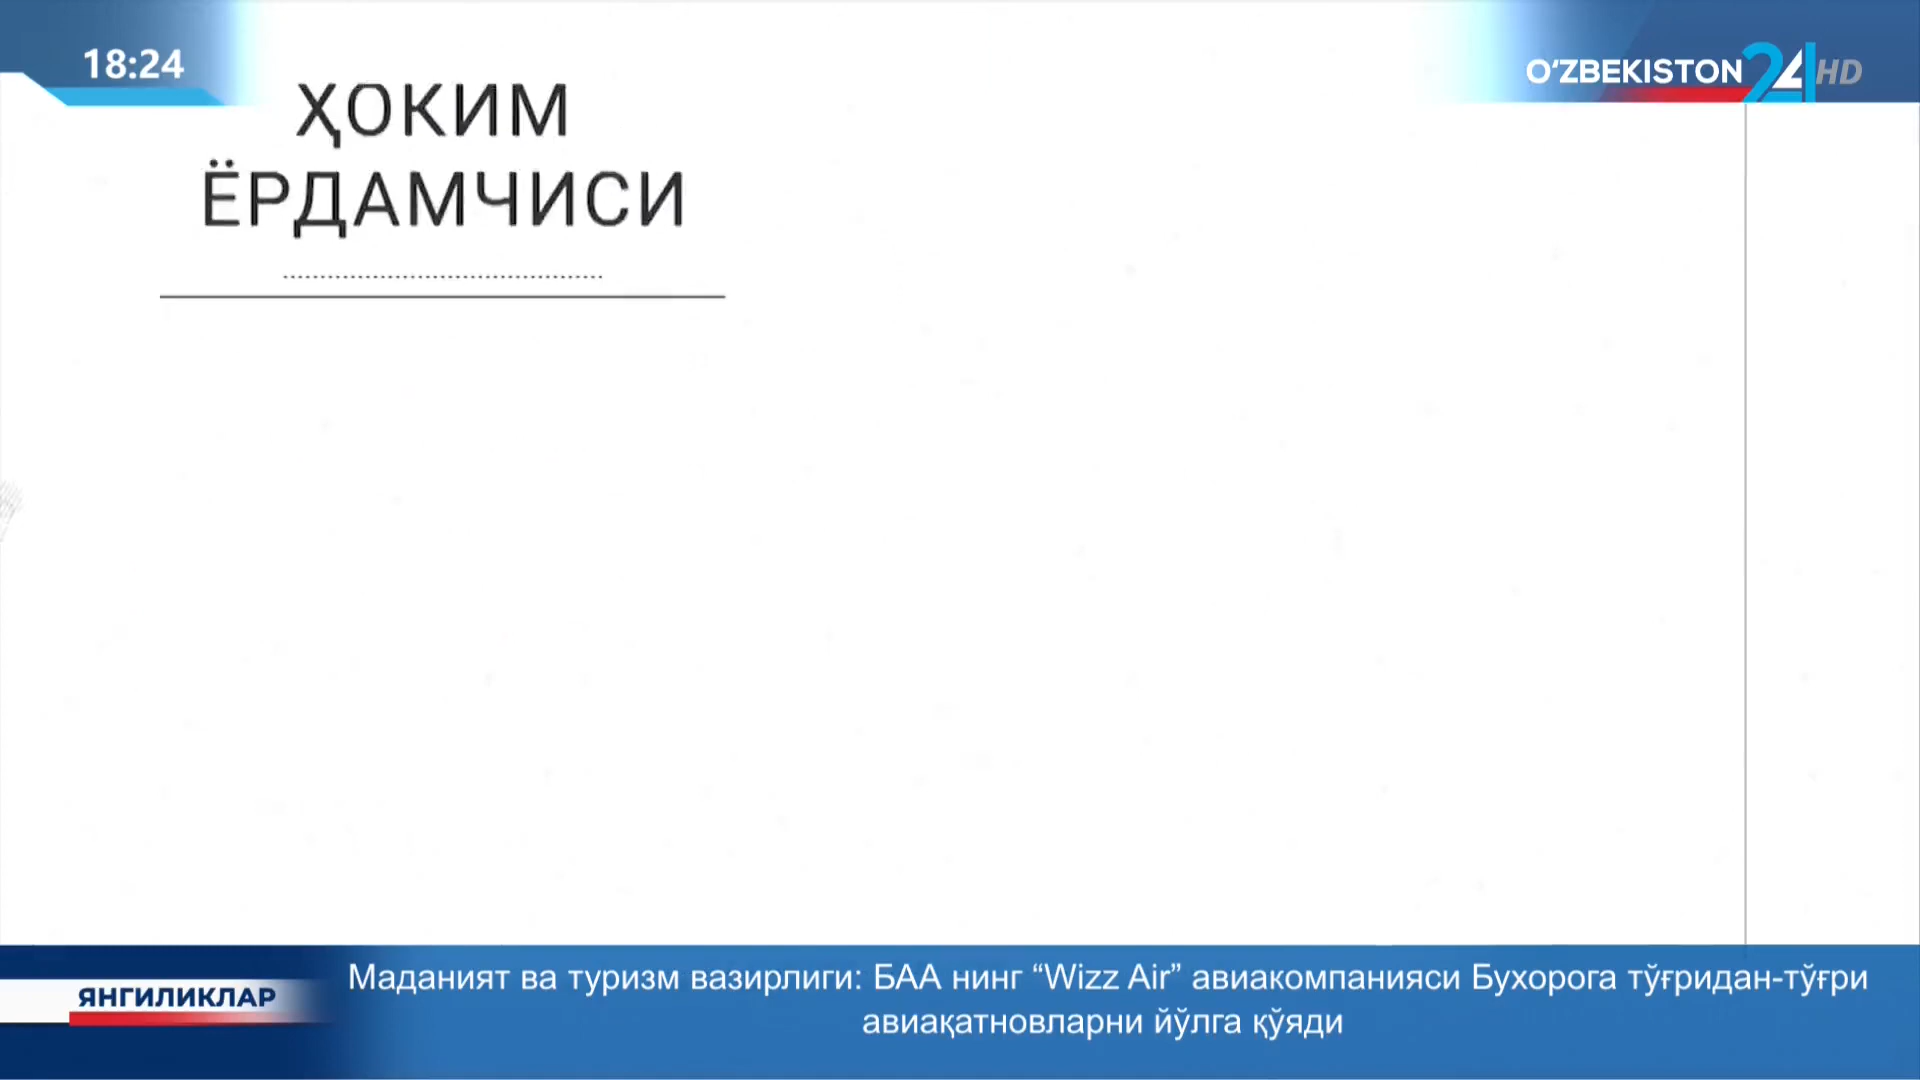 18:24
O‘ZBEKISTON 24 HD
ҲОКИМ
ЁРДАМЧИСИ
ЯНГИЛИКЛАР
Маданият ва туризм вазирлиги: БАА нинг “Wizz Air” авиакомпанияси Бухорога тўғридан-тўғри
авиақатновларни йўлга қўяди